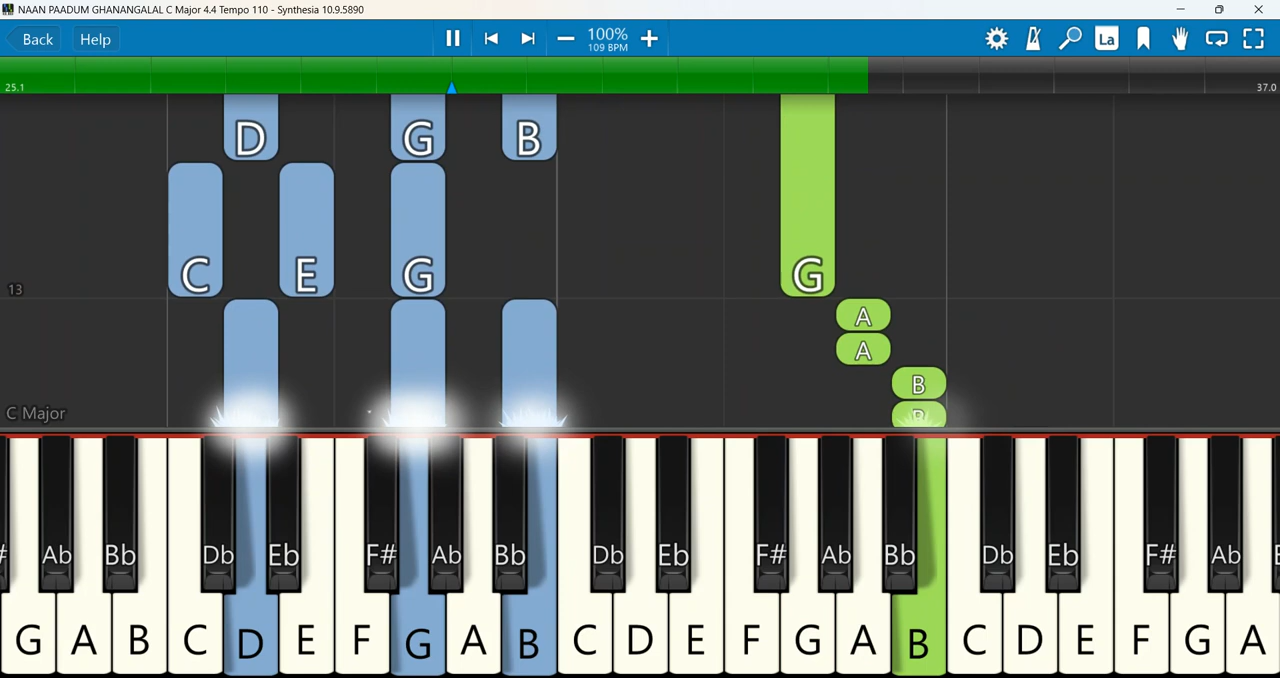 NAAN PAADUM GHANANGALAL C Major 4.4 Tempo 110 - Synthesia 10.9.5890
Back Help 100% La
109 BPM
25.1 37.0
D G B
C E G G
13
A
A
B
B
C Major
Ab Bb Db Eb F# Ab Bb Db Eb F# Ab Bb Db Eb F# Ab
G A B C D E F G A B C D E F G A B C D E F G A